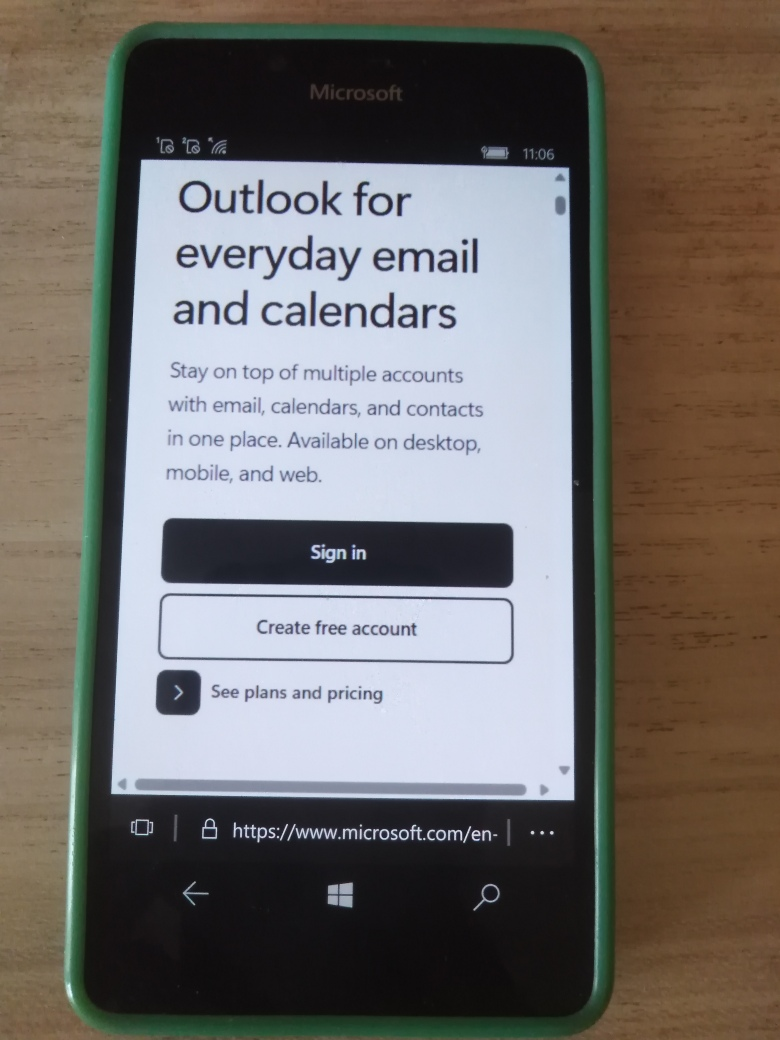 Microsoft
1 2 11:06
Outlook for
everyday email
and calendars
Stay on top of multiple accounts
with email, calendars, and contacts
in one place. Available on desktop,
mobile, and web.
Sign in
Create free account
See plans and pricing
https://www.microsoft.com/en-